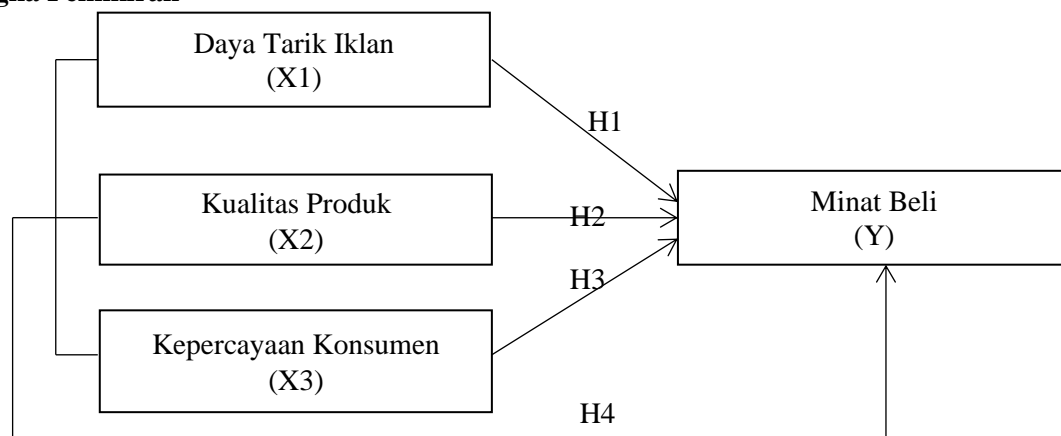 Daya Tarik Iklan
(X1)
H1
Kualitas Produk
(X2)
H2
Minat Beli
(Y)
H3
Kepercayaan Konsumen
(X3)
H4